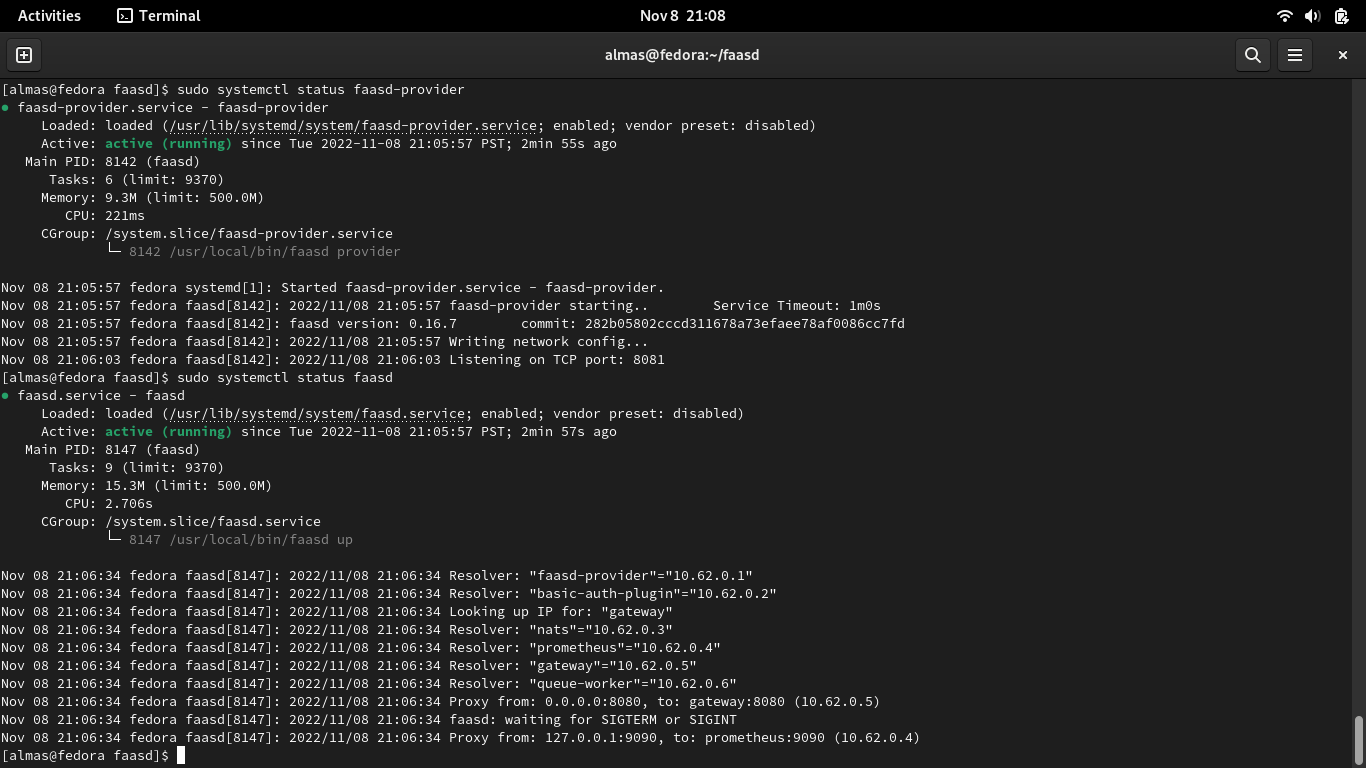 Activities
Terminal
Nov 8 21:08
almas@fedora:~/faasd
[almas@fedora faasd]$ sudo systemctl status faasd-provider
● faasd-provider.service - faasd-provider
Loaded: loaded (/usr/lib/systemd/system/faasd-provider.service; enabled; vendor preset: disabled)
Active: active (running) since Tue 2022-11-08 21:05:57 PST; 2min 55s ago
Main PID: 8142 (faasd)
Tasks: 6 (limit: 9370)
Memory: 9.3M (limit: 500.0M)
CPU: 221ms
CGroup: /system.slice/faasd-provider.service
└─ 8142 /usr/local/bin/faasd provider
Nov 08 21:05:57 fedora systemd[1]: Started faasd-provider.service - faasd-provider.
Nov 08 21:05:57 fedora faasd[8142]: 2022/11/08 21:05:57 faasd-provider starting.. Service Timeout: 1m0s
Nov 08 21:05:57 fedora faasd[8142]: faasd version: 0.16.7 commit: 282b05802cccd311678a73efaee78af0086cc7fd
Nov 08 21:05:57 fedora faasd[8142]: 2022/11/08 21:05:57 Writing network config...
Nov 08 21:06:03 fedora faasd[8142]: 2022/11/08 21:06:03 Listening on TCP port: 8081
[almas@fedora faasd]$ sudo systemctl status faasd
● faasd.service - faasd
Loaded: loaded (/usr/lib/systemd/system/faasd.service; enabled; vendor preset: disabled)
Active: active (running) since Tue 2022-11-08 21:05:57 PST; 2min 57s ago
Main PID: 8147 (faasd)
Tasks: 9 (limit: 9370)
Memory: 15.3M (limit: 500.0M)
CPU: 2.706s
CGroup: /system.slice/faasd.service
└─ 8147 /usr/local/bin/faasd up
Nov 08 21:06:34 fedora faasd[8147]: 2022/11/08 21:06:34 Resolver: "faasd-provider"="10.62.0.1"
Nov 08 21:06:34 fedora faasd[8147]: 2022/11/08 21:06:34 Resolver: "basic-auth-plugin"="10.62.0.2"
Nov 08 21:06:34 fedora faasd[8147]: 2022/11/08 21:06:34 Looking up IP for: "gateway"
Nov 08 21:06:34 fedora faasd[8147]: 2022/11/08 21:06:34 Resolver: "nats"="10.62.0.3"
Nov 08 21:06:34 fedora faasd[8147]: 2022/11/08 21:06:34 Resolver: "prometheus"="10.62.0.4"
Nov 08 21:06:34 fedora faasd[8147]: 2022/11/08 21:06:34 Resolver: "gateway"="10.62.0.5"
Nov 08 21:06:34 fedora faasd[8147]: 2022/11/08 21:06:34 Resolver: "queue-worker"="10.62.0.6"
Nov 08 21:06:34 fedora faasd[8147]: 2022/11/08 21:06:34 Proxy from: 0.0.0.0:8080, to: gateway:8080 (10.62.0.5)
Nov 08 21:06:34 fedora faasd[8147]: 2022/11/08 21:06:34 faasd: waiting for SIGTERM or SIGINT
Nov 08 21:06:34 fedora faasd[8147]: 2022/11/08 21:06:34 Proxy from: 127.0.0.1:9090, to: prometheus:9090 (10.62.0.4)
[almas@fedora faasd]$